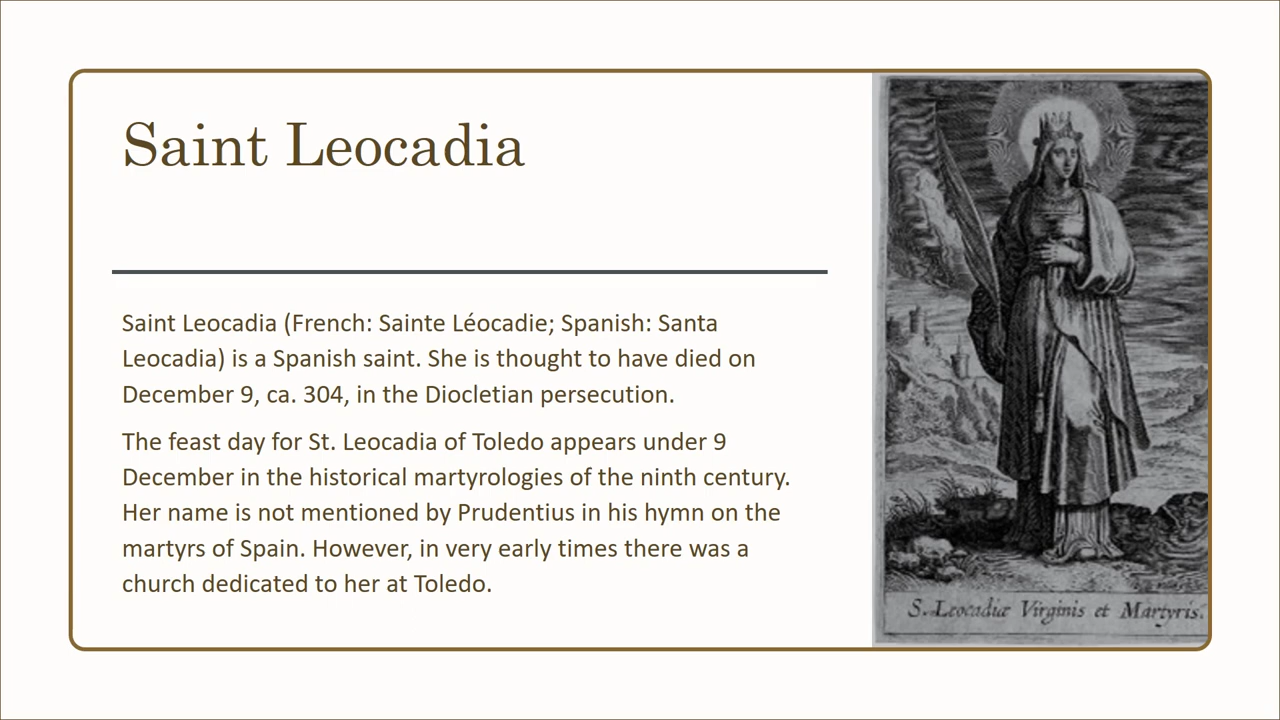 Saint Leocadia
Saint Leocadia (French: Sainte Léocadie; Spanish: Santa
Leocadia) is a Spanish saint. She is thought to have died on
December 9, ca. 304, in the Diocletian persecution.
The feast day for St. Leocadia of Toledo appears under 9
December in the historical martyrologies of the ninth century.
Her name is not mentioned by Prudentius in his hymn on the
martyrs of Spain. However, in very early times there was a
church dedicated to her at Toledo.
S. Leocadiæ Virginis et Martyris.